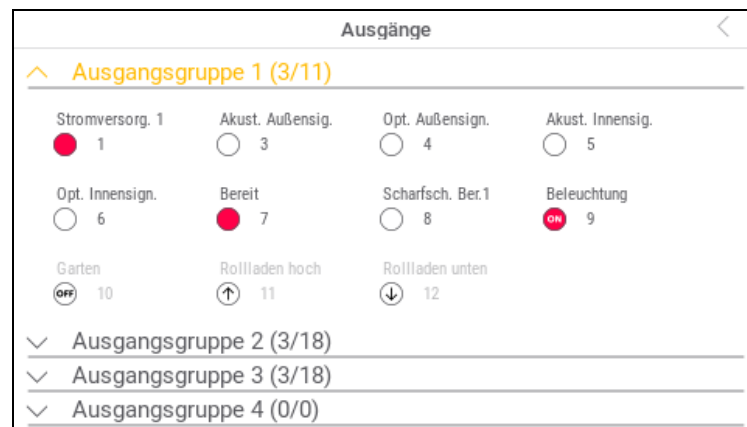 Ausgänge
Ausgangsgruppe 1 (3/11)
Stromversorg. 1 Akust. Außensig. Opt. Außensign. Akust. Innensig.
1 3 4 5
Opt. Innensign. Bereit Scharfsch. Ber.1 Beleuchtung
6 7 8 ON 9
Garten Rollladen hoch Rollladen unten
OFF 10 11 12
Ausgangsgruppe 2 (3/18)
Ausgangsgruppe 3 (3/18)
Ausgangsgruppe 4 (0/0)